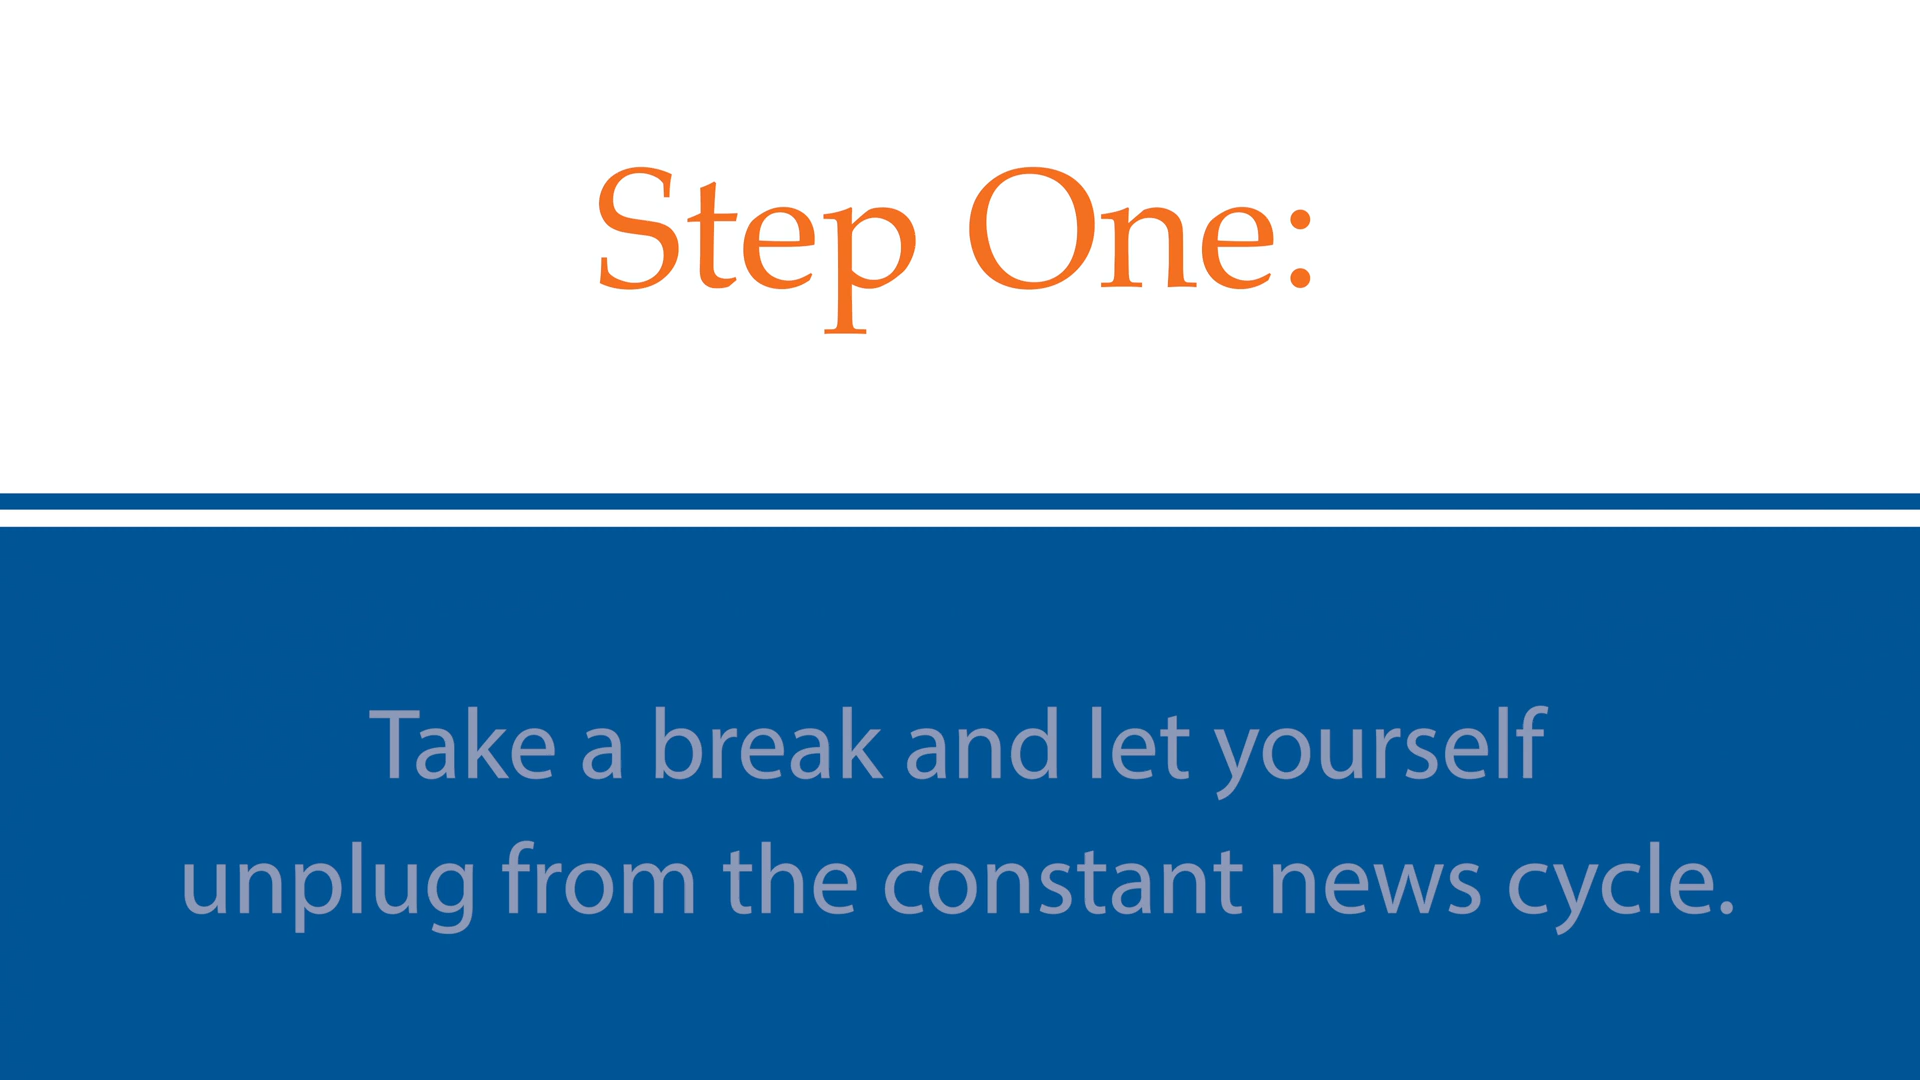 Step One:
Take a break and let yourself
unplug from the constant news cycle.